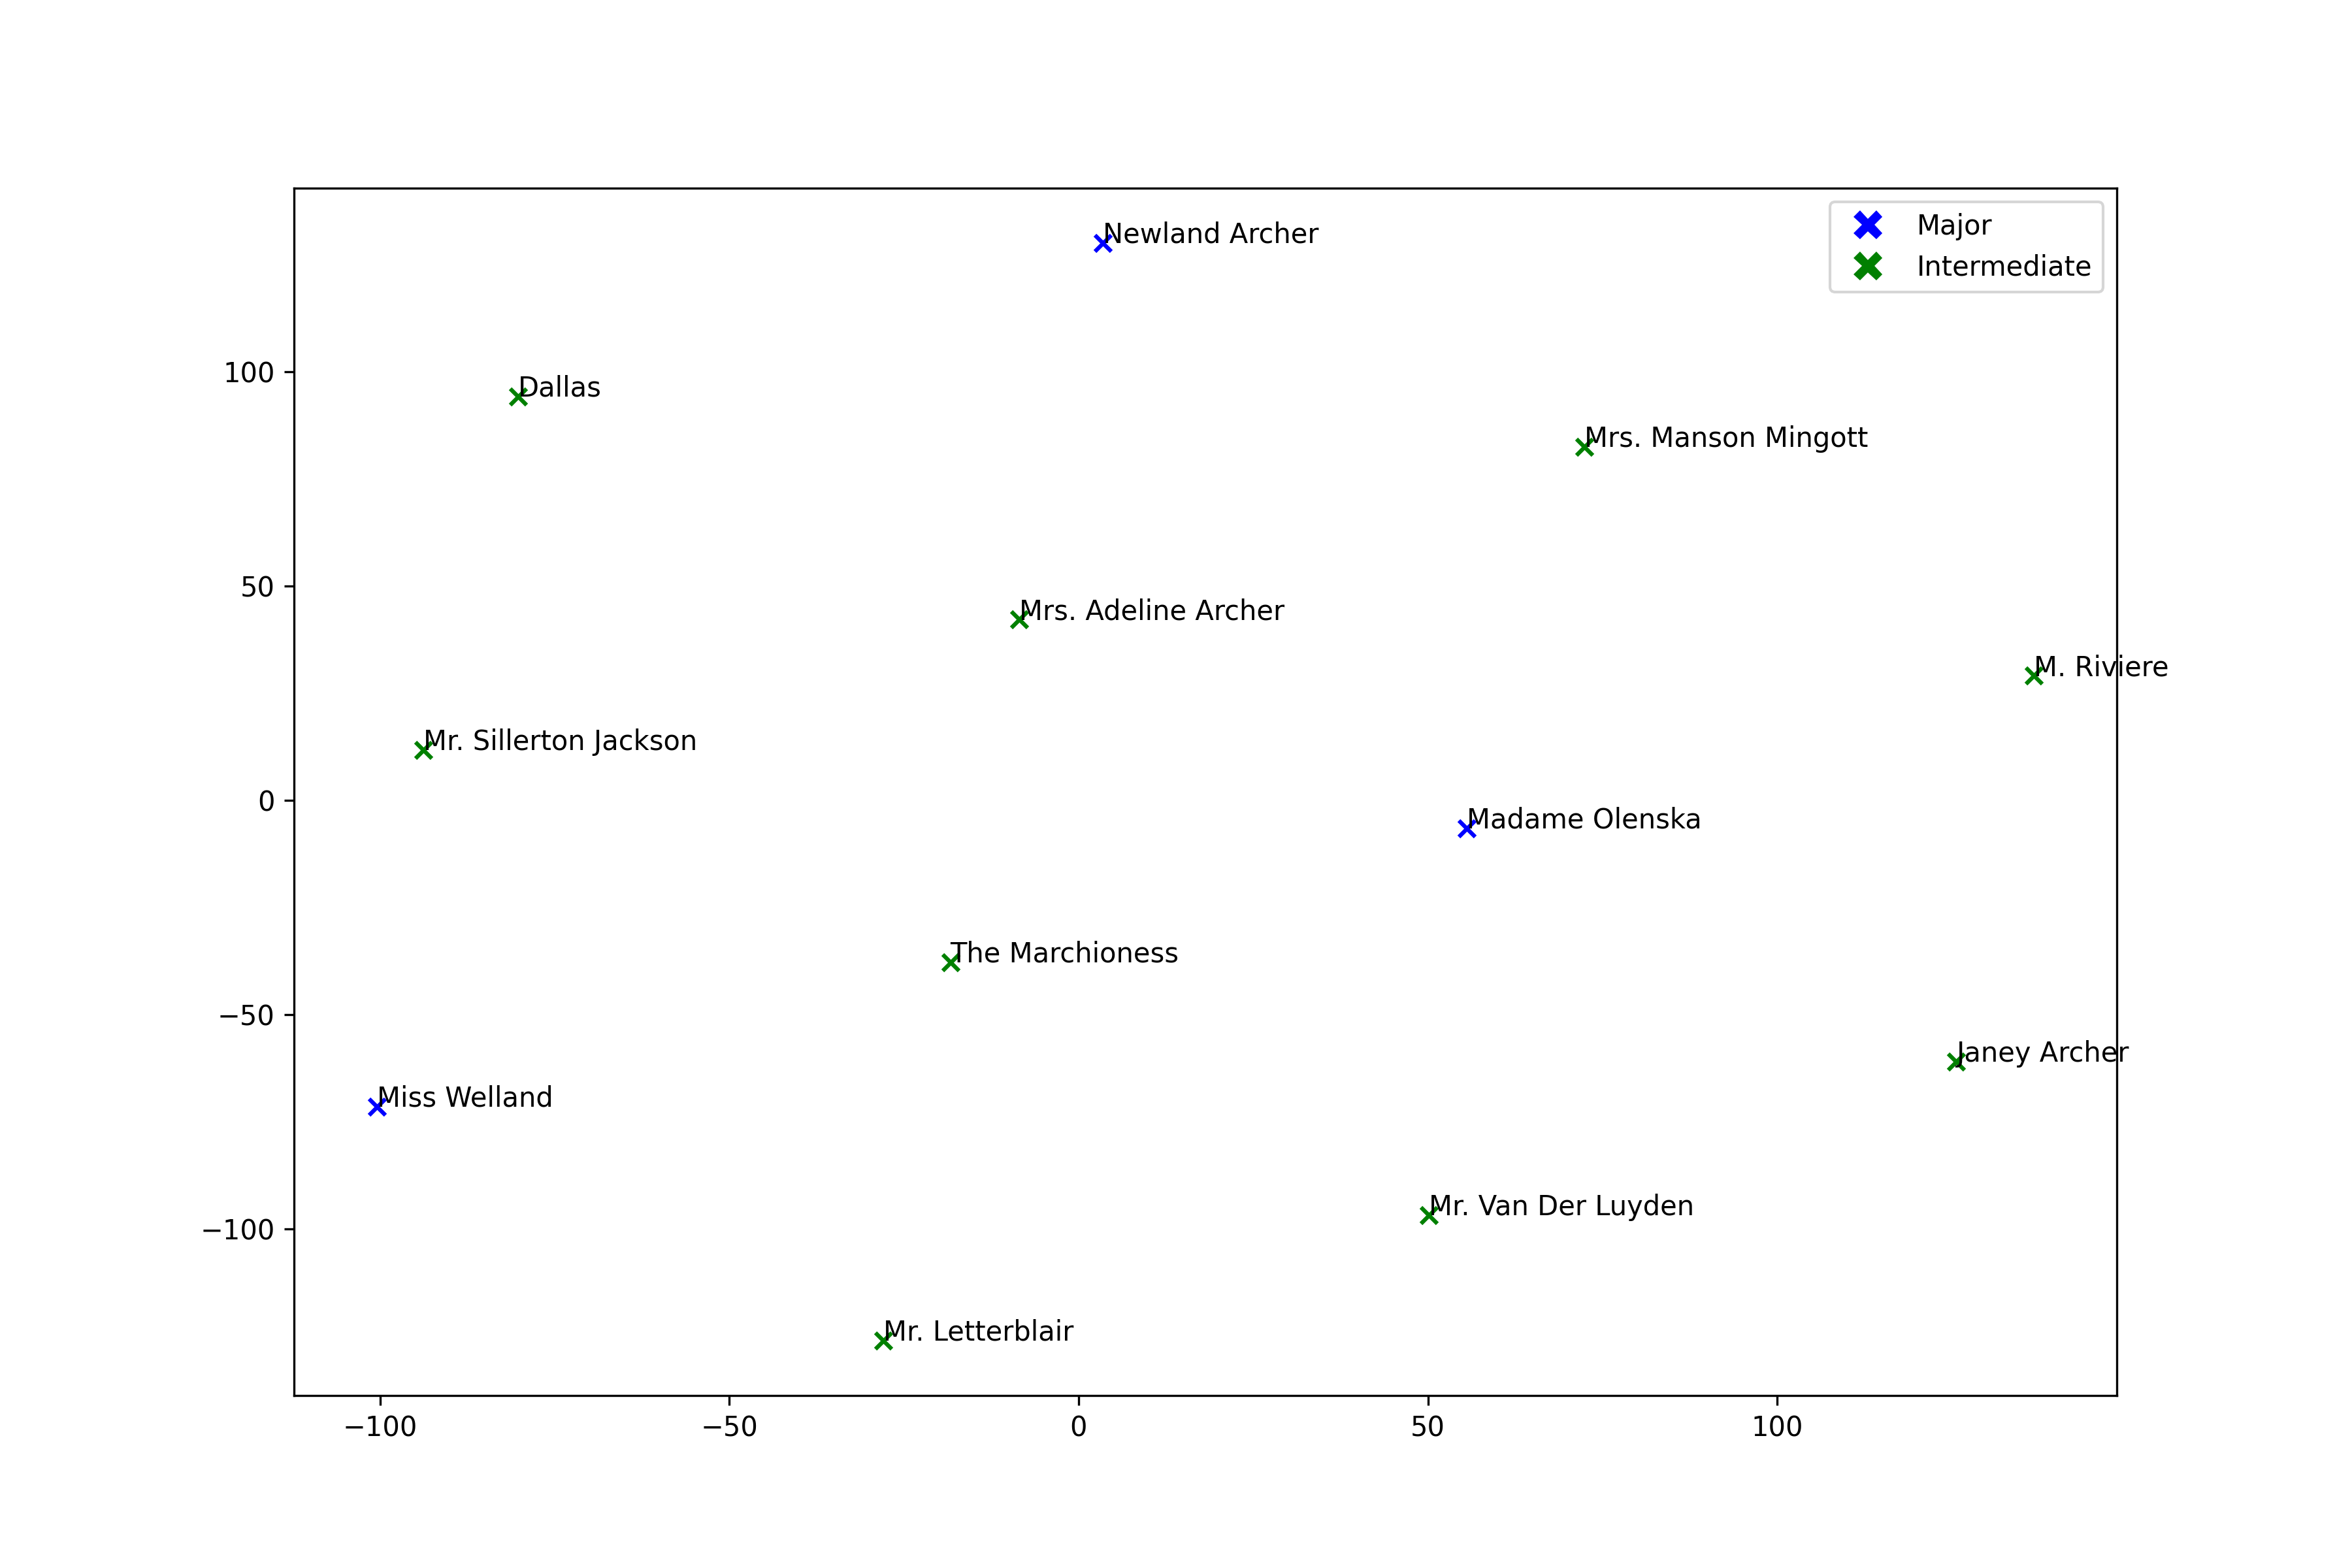 Newland Archer
Major
Intermediate
100
Dallas
Mrs. Manson Mingott
50
Mrs. Adeline Archer
M. Riviere
Mr. Sillerton Jackson
0
Madame Olenska
The Marchioness
−50
Janey Archer
Miss Welland
Mr. Van Der Luyden
−100
Mr. Letterblair
−100 −50 0 50 100